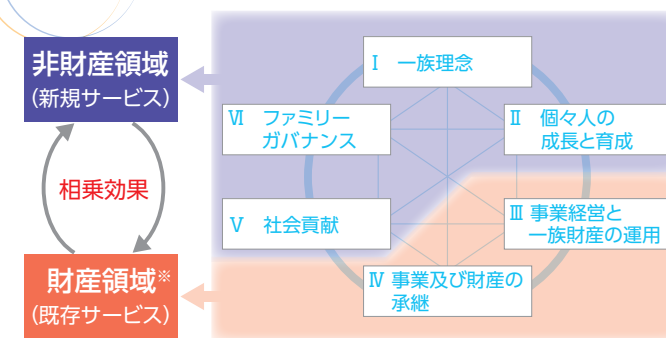 非財産領域
(新規サービス)
相乗効果
財産領域※
(既存サービス)
Ⅰ 一族理念
Ⅱ 個々人の
成長と育成
Ⅲ 事業経営と
一族財産の運用
Ⅳ 事業及び財産の
承継
Ⅴ 社会貢献
Ⅵ ファミリー
ガバナンス